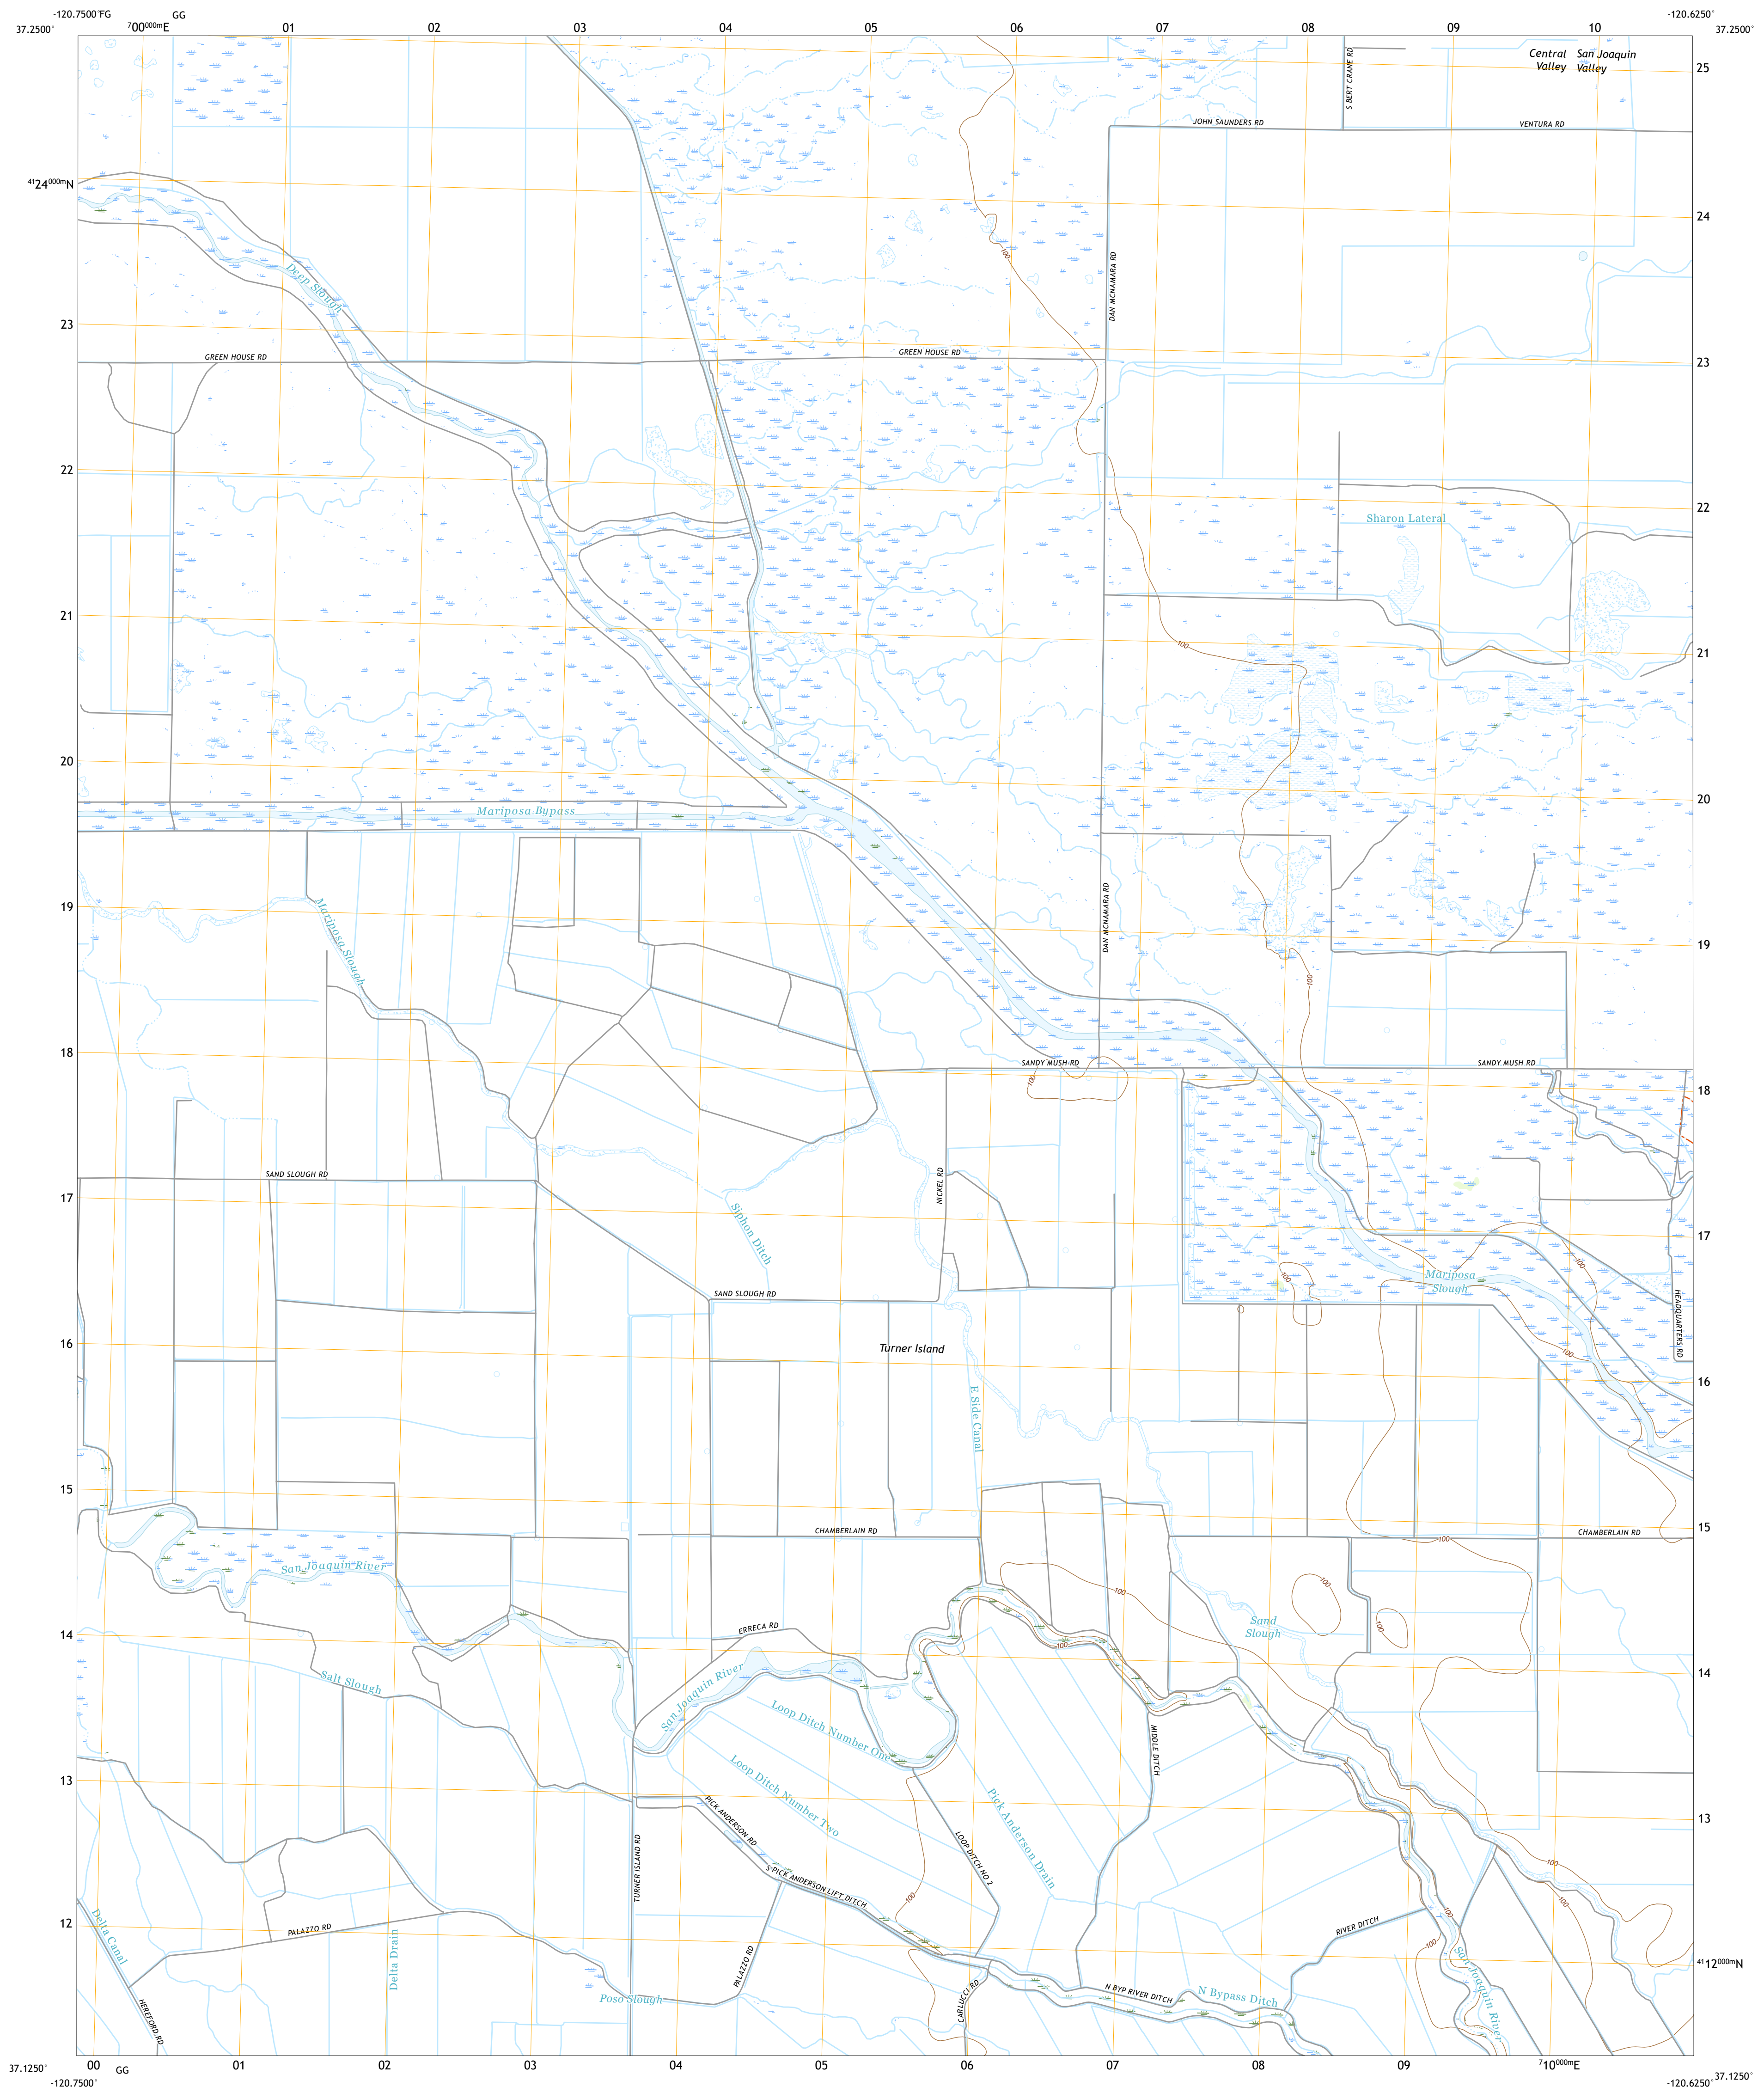 -120.7500°FG
GG
-120.6250°
37.2500°
700000mE
01
02
03
04
05
06
07
08
09
10
37.2500°
S BERT CRANE RD
Central Valley
San Joaquin Valley
25
JOHN SAUNDERS RD
VENTURA RD
4124000mN
24
100
DAN MCNAMARA RD
Deep Slough
23
GREEN HOUSE RD
GREEN HOUSE RD
23
22
22
Sharon Lateral
21
100
21
20
Mariposa Bypass
20
19
Mariposa Slough
DAN MCNAMARA RD
19
100
18
SANDY MUSH RD
SANDY MUSH RD
100
18
SAND SLOUGH RD
NICKEL RD
17
Siphon Ditch
17
100
100
Mariposa
Slough
SAND SLOUGH RD
HEADQUARTERS RD
16
Turner Island
100
16
E Side Canal
15
CHAMBERLAIN RD
15
CHAMBERLAIN RD
100
San Joaquin River
100
100
Sand
Slough
100
14
ERRECA RD
100
14
Salt Slough
San Joaquin River
Loop Ditch Number One
MIDDLE DITCH
13
Loop Ditch Number Two
Pick Anderson Drain
PICK ANDERSON RD
13
TURNER ISLAND RD
LOOP DITCH NO 2
100
S PICK ANDERSON LIFT DITCH
100
100
100
12
Delta Canal
PALAZZO RD
Delta Drain
PALAZZO RD
RIVER DITCH
100
San Joaquin River
4112000mN
HEREFORD RD
Poso Slough
CARLUCCI RD
N BYP RIVER DITCH
N Bypass Ditch
37.1250°
00
GG
01
02
03
04
05
06
07
08
09
710000mE
37.1250°
-120.7500°
-120.6250°